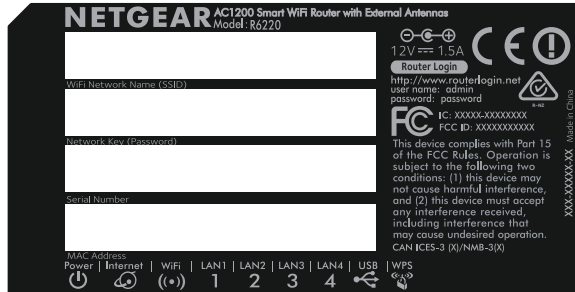 NETGEAR AC1200 Smart WiFi Router with External Antennas
Model: R6220
WiFi Network Name (SSID)
Network Key (Password)
Serial Number
MAC Address
12V 1.5A
Router Login
http://www.routerlogin.net
user name: admin
password: password
R-NZ
FCC
IC: XXXXX-XXXXXXXX
FCC ID: XXXXXXXXXXX
This device complies with Part 15
of the FCC Rules. Operation is
subject to the following two
conditions: (1) this device may
not cause harmful interference,
and (2) this device must accept
any interference received,
including interference that
may cause undesired operation.
CAN ICES-3 (X)/NMB-3(X)
CE
Made in China
XXX-XXXXX-XX
Power | Internet | WiFi | LAN1 | LAN2 | LAN3 | LAN4 | USB | WPS
1 2 3 4